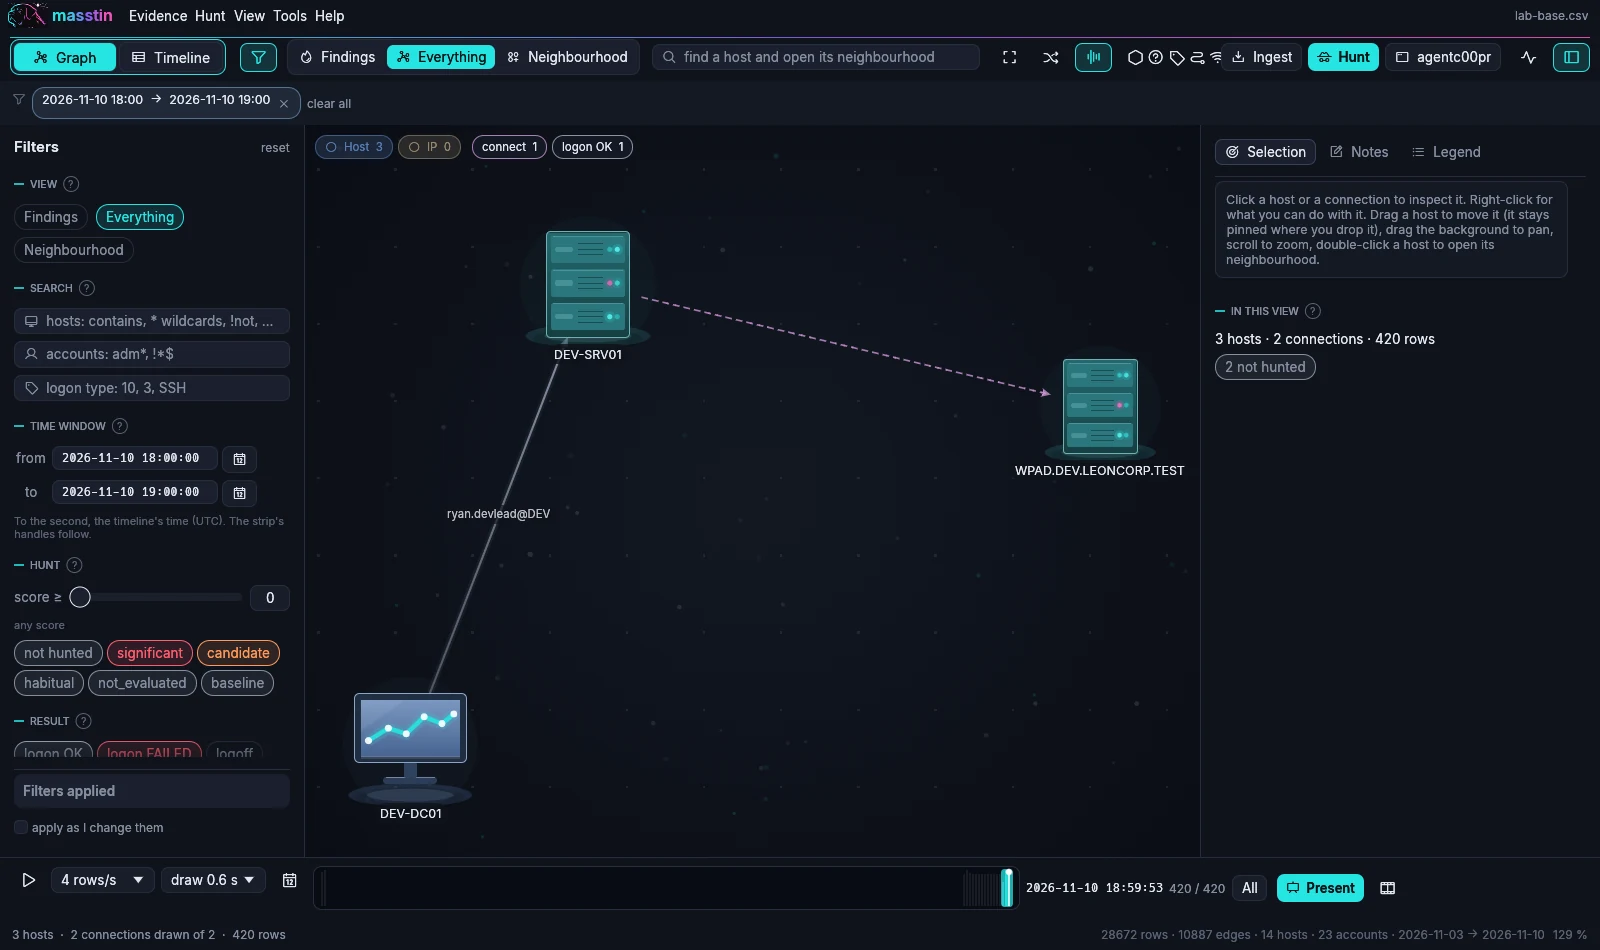 masstin Evidence Hunt View Tools Help lab-base.csv
Graph Timeline Findings Everything Neighbourhood find a host and open its neighbourhood Ingest Hunt agentc00pr
2026-11-10 18:00 → 2026-11-10 19:00 × clear all
Filters reset
VIEW ?
Findings Everything
Neighbourhood
SEARCH ?
hosts: contains, * wildcards, !not, ...
accounts: adm*, !*$
logon type: 10, 3, SSH
TIME WINDOW ?
from 2026-11-10 18:00:00
to 2026-11-10 19:00:00
To the second, the timeline's time (UTC). The strip's
handles follow.
HUNT ?
score ≥ 0
any score
not hunted significant candidate
habitual not_evaluated baseline
RESULT ?
logon OK logon FAILED logoff
Filters applied
apply as I change them
Host 3 IP 0 connect 1 logon OK 1
DEV-SRV01
WPAD.DEV.LEONCORP.TEST
ryan.devlead@DEV
DEV-DC01
Selection Notes Legend
Click a host or a connection to inspect it. Right-click for
what you can do with it. Drag a host to move it (it stays
pinned where you drop it), drag the background to pan,
scroll to zoom, double-click a host to open its
neighbourhood.
IN THIS VIEW ?
3 hosts · 2 connections · 420 rows
2 not hunted
4 rows/s draw 0.6 s 2026-11-10 18:59:53 420 / 420 All Present
3 hosts · 2 connections drawn of 2 · 420 rows
28672 rows · 10887 edges · 14 hosts · 23 accounts · 2026-11-03 → 2026-11-10 129 %